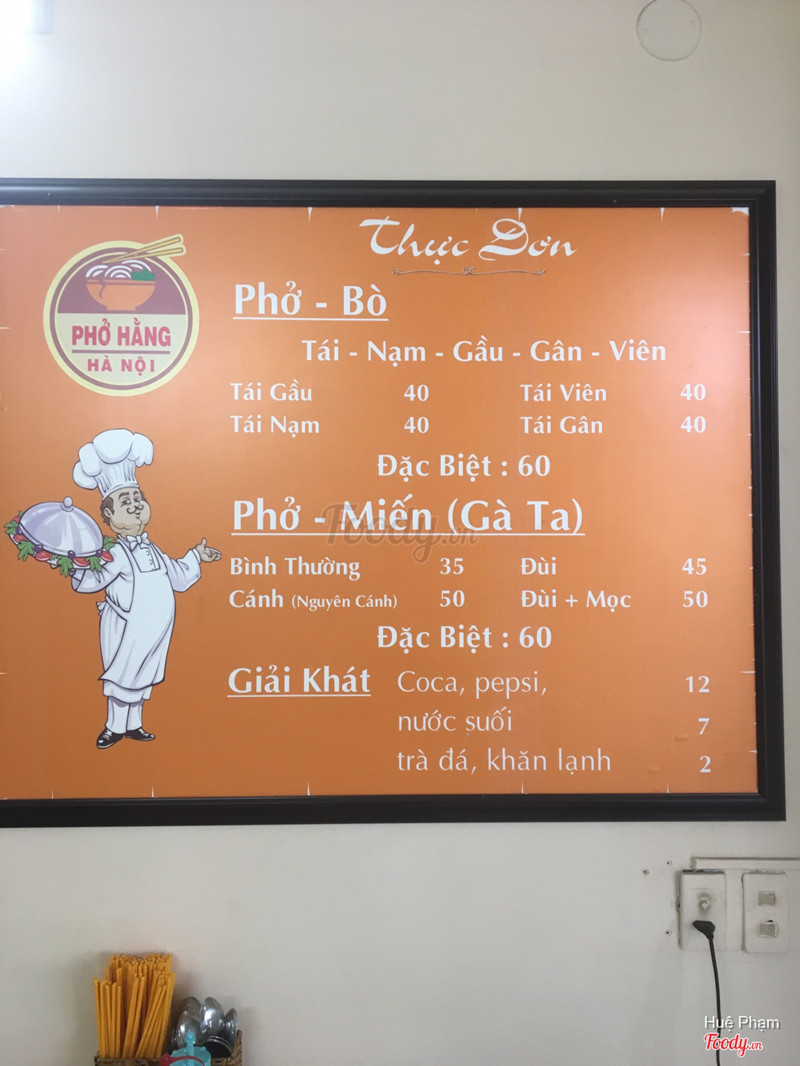 Thực Đơn
PHỞ HẰNG
HÀ NỘI
Phở - Bò
Tái - Nạm - Gầu - Gân - Viên
Tái Gầu 40 Tái Viên 40
Tái Nạm 40 Tái Gân 40
Đặc Biệt : 60
Phở - Miến (Gà Ta)
Foody.vn
Bình Thường 35 Đùi 45
Cánh (Nguyên Cánh) 50 Đùi + Mọc 50
Đặc Biệt : 60
Giải Khát Coca, pepsi, 12
nước suối 7
trà đá, khăn lạnh 2
Huệ Phạm
Foody.vn